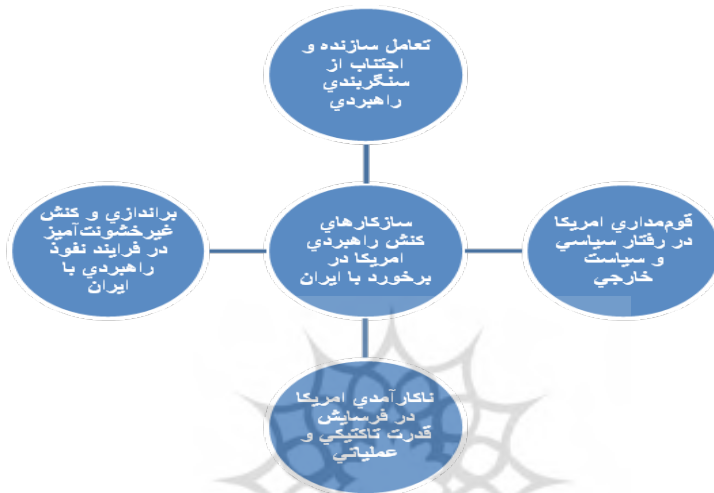 تعامل سازنده و
اجتناب از
سنگربندي
راهبردي
قوم‌مداري امريكا
در رفتار سياسي
و سياست
خارجي
سازكارهاي
كنش راهبردي
امريكا در
برخورد با ايران
براندازي و كنش
غيرخشونت‌آميز
در فرايند نفوذ
راهبردي با
ايران
ناكارآمدي امريكا
در فرسايش
قدرت تاكتيكي و
عملياتي